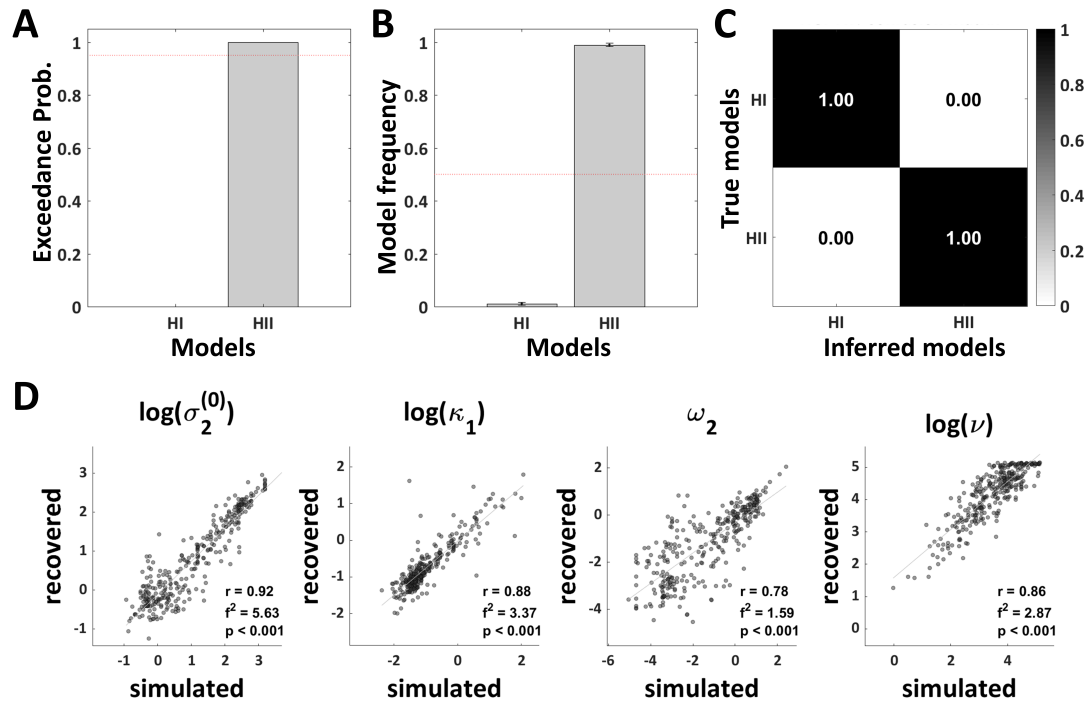 A
Exceedance Prob.
1
0.8
0.6
0.4
0.2
0
HI
HII
Models
B
Model frequency
1
0.8
0.6
0.4
0.2
0
HI
HII
Models
C
True models
HI
HII
1.00
0.00
0.00
1.00
HI
HII
Inferred models
1
0.8
0.6
0.4
0.2
0
D
log(σ₂⁽⁰⁾)
recovered
3
2
1
0
-1
r = 0.92
f² = 5.63
p < 0.001
-1 0 1 2 3
simulated
log(κ₁)
recovered
2
1
0
-1
-2
r = 0.88
f² = 3.37
p < 0.001
-2 0 2
simulated
ω₂
recovered
2
0
-2
-4
r = 0.78
f² = 1.59
p < 0.001
-6 -4 -2 0 2
simulated
log(ν)
recovered
5
4
3
2
1
0
r = 0.86
f² = 2.87
p < 0.001
0 2 4
simulated